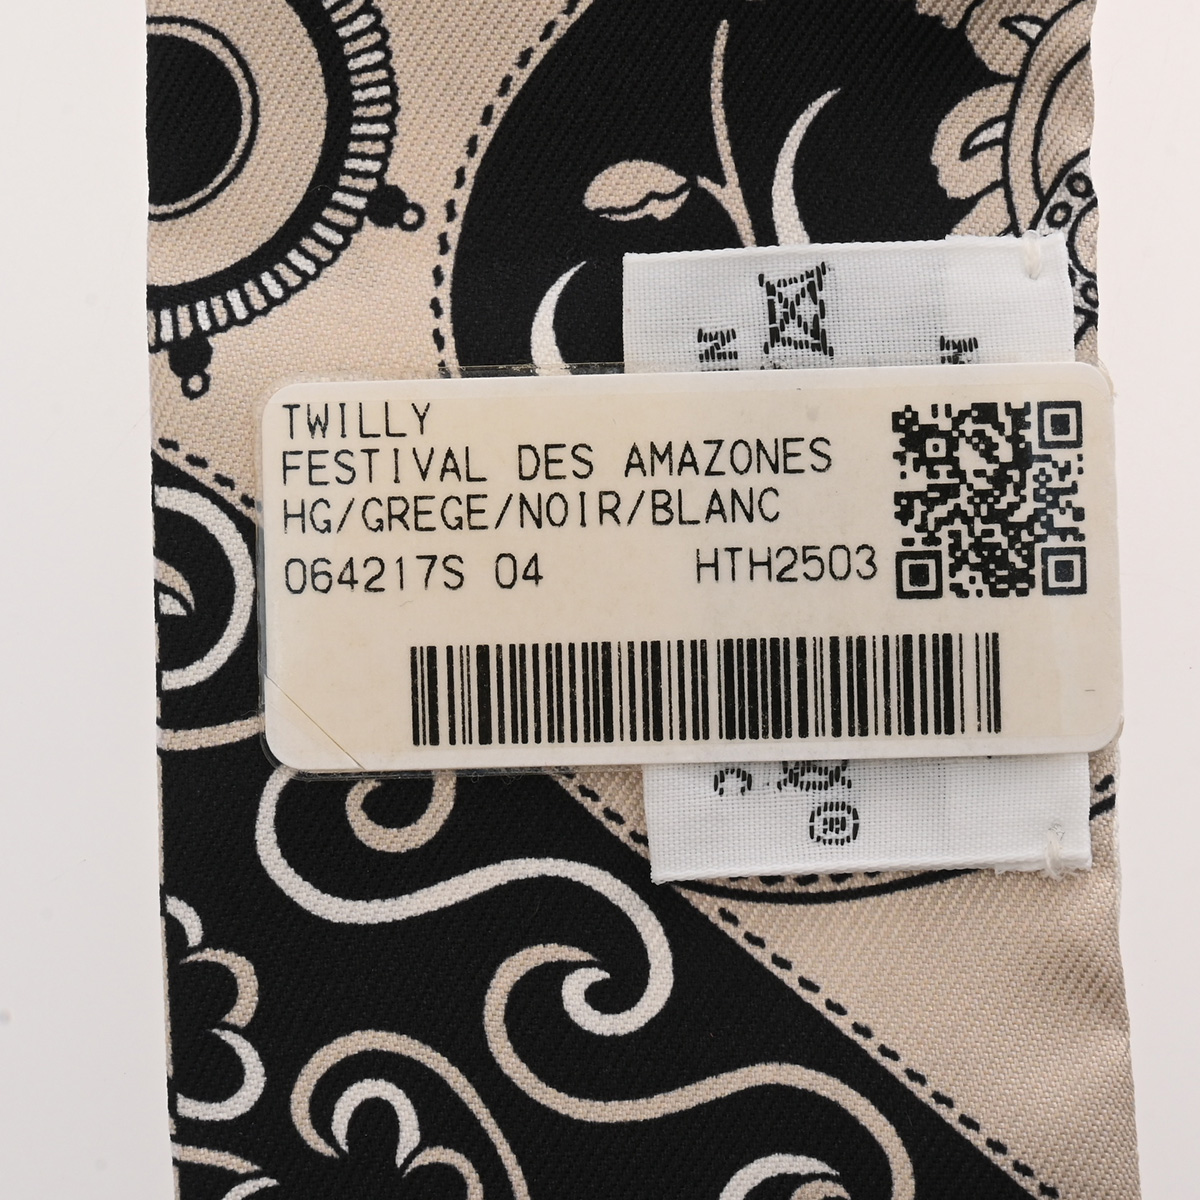 TWILLY
FESTIVAL DES AMAZONES
HG/GREGE/NOIR/BLANC
064217S 04 HTH2503